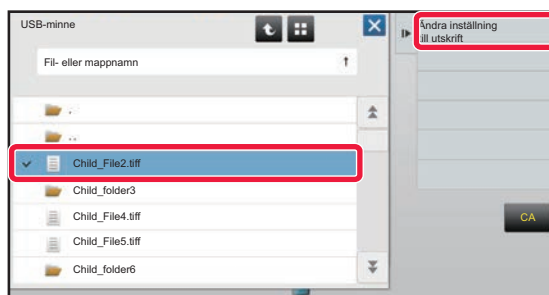 USB-minne
Ändra inställning
till utskrift
Fil- eller mappnamn
.
..
Child_File2.tiff
Child_folder3
Child_File4.tiff
Child_File5.tiff
Child_folder6
CA